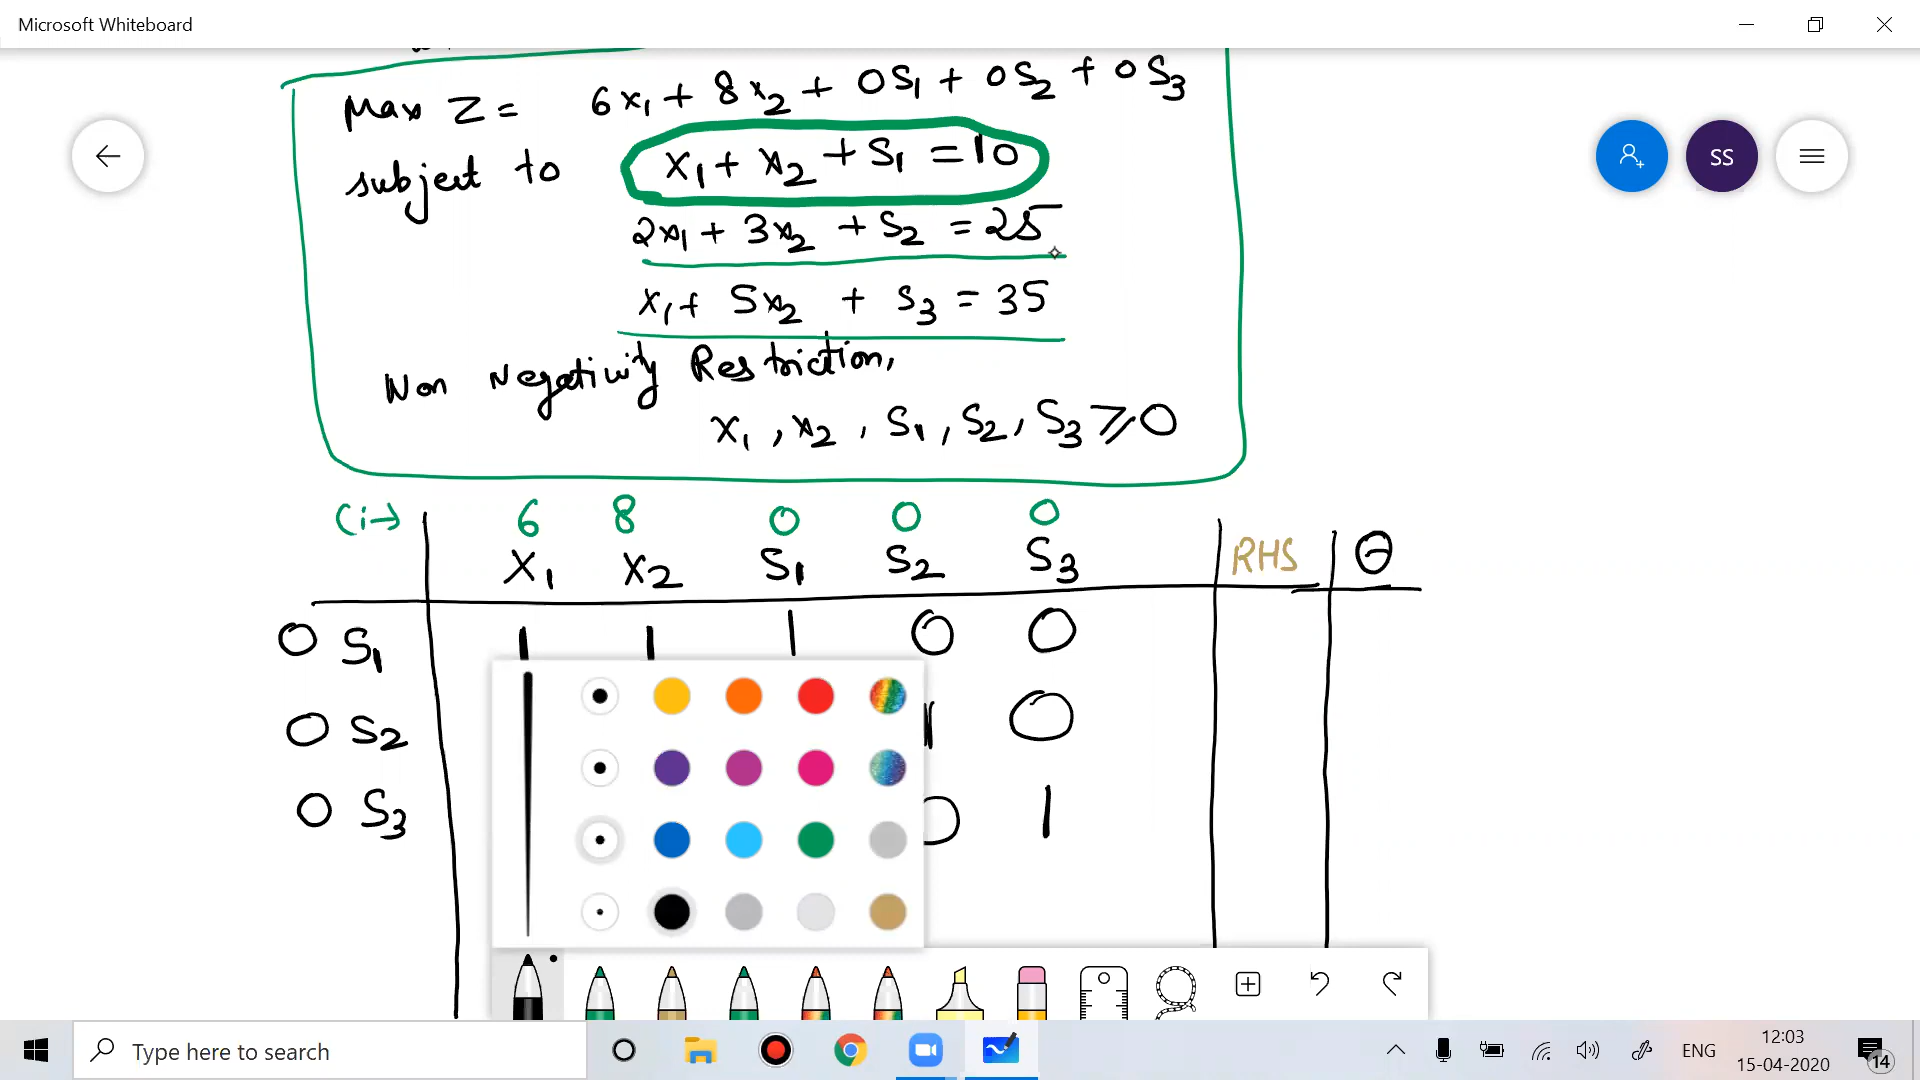 Microsoft Whiteboard
Max Z = 6x₁ + 8x₂ + 0S₁ + 0S₂ + 0S₃
subject to x₁ + x₂ + S₁ = 10
2x₁ + 3x₂ + S₂ = 25
x₁ + 5x₂ + S₃ = 35
Non Negativity Restriction,
x₁, x₂, S₁, S₂, S₃ ≥ 0
SS
Ci→ 6 8 0 0 0
X₁ X₂ S₁ S₂ S₃ RHS θ
0 S₁ 1 1 1 0 0
0 S₂ 1 0
0 S₃ 0 1
Type here to search
ENG
12:03
15-04-2020
14